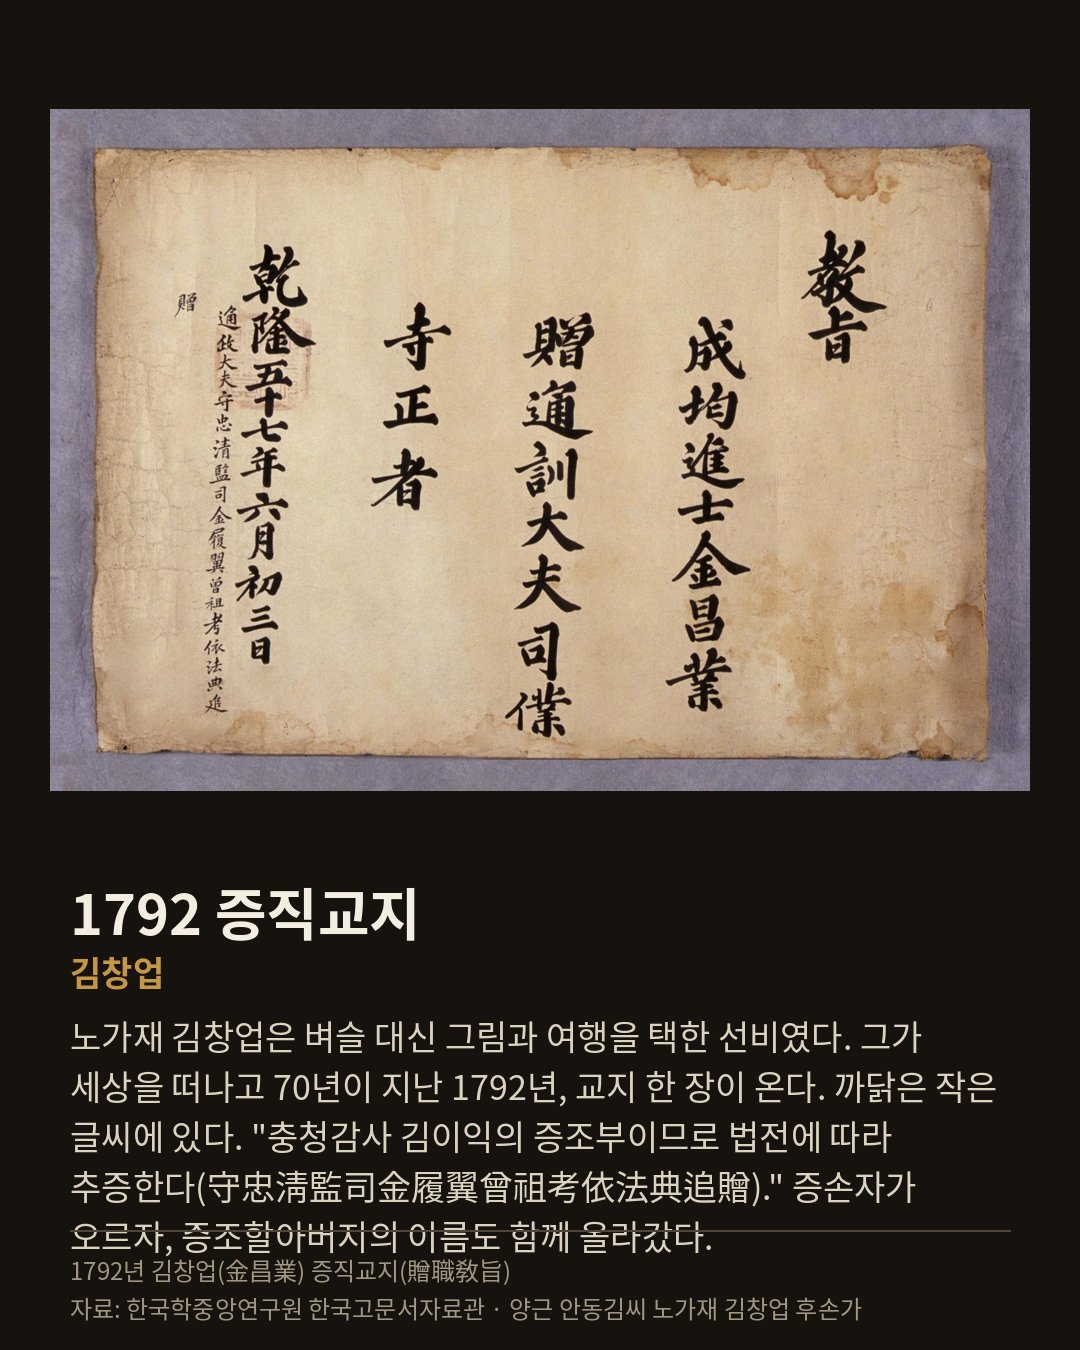 敎旨
成均進士金昌業
贈通訓大夫司僕
寺正者
乾隆五十七年六月初三日
通政大夫守忠淸監司金履翼曾祖考依法典追
贈
1792 증직교지
김창업
노가재 김창업은 벼슬 대신 그림과 여행을 택한 선비였다. 그가
세상을 떠나고 70년이 지난 1792년, 교지 한 장이 온다. 까닭은 작은
글씨에 있다. "충청감사 김이익의 증조부이므로 법전에 따라
추증한다(守忠淸監司金履翼曾祖考依法典追贈)." 증손자가
오르자, 증조할아버지의 이름도 함께 올라갔다.
1792년 김창업(金昌業) 증직교지(贈職敎旨)
자료: 한국학중앙연구원 한국고문서자료관 · 양근 안동김씨 노가재 김창업 후손가